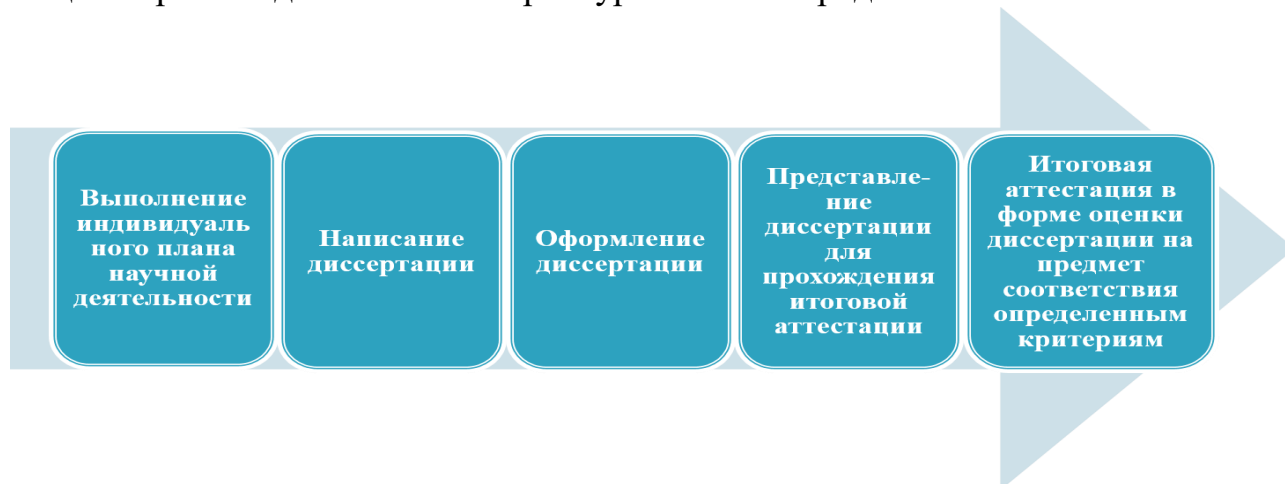 Выполнение
индивидуаль
ного плана
научной
деятельности
Написание
диссертации
Оформление
диссертации
Представле-
ние
диссертации
для
прохождения
итоговой
аттестации
Итоговая
аттестация в
форме оценки
диссертации на
предмет
соответствия
определенным
критериям